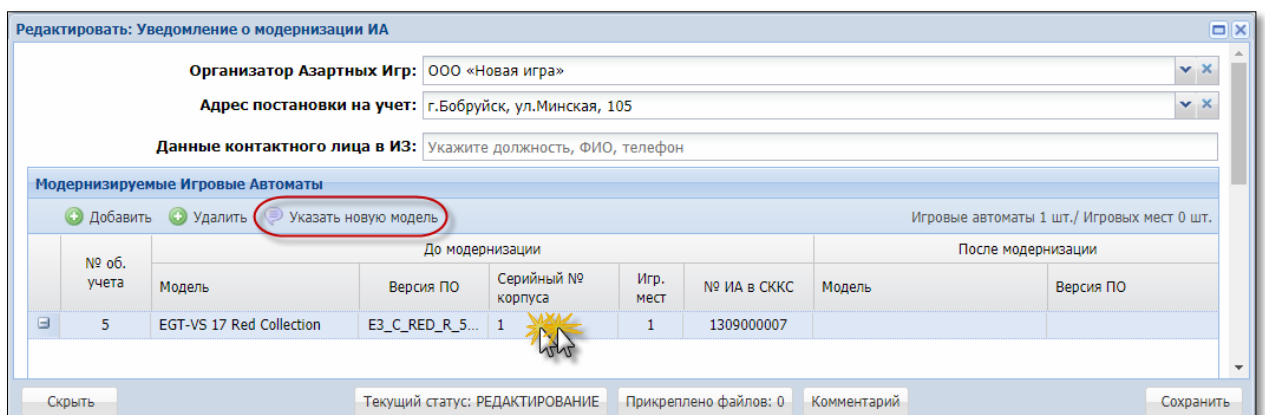 Редактировать: Уведомление о модернизации ИА
Организатор Азартных Игр: ООО «Новая игра»
Адрес постановки на учет: г.Бобруйск, ул.Минская, 105
Данные контактного лица в ИЗ: Укажите должность, ФИО, телефон
Модернизируемые Игровые Автоматы
Добавить Удалить Указать новую модель Игровые автоматы 1 шт./ Игровых мест 0 шт.
№ об. учета До модернизации После модернизации
Модель Версия ПО Серийный № корпуса Игр. мест № ИА в СККС Модель Версия ПО
5 EGT-VS 17 Red Collection E3_C_RED_R_5... 1 1 1309000007
Скрыть Текущий статус: РЕДАКТИРОВАНИЕ Прикреплено файлов: 0 Комментарий Сохранить